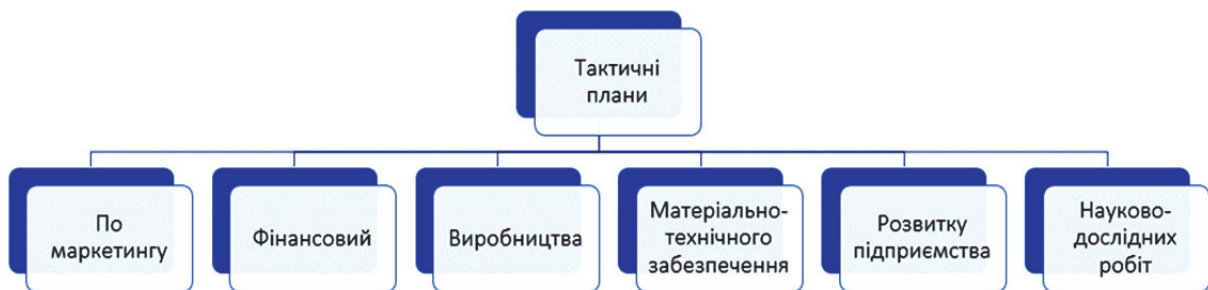 Тактичні
плани
По
маркетингу
Фінансовий
Виробництва
Матеріально-
технічного
забезпечення
Розвитку
підприємства
Науково-
дослідних
робіт